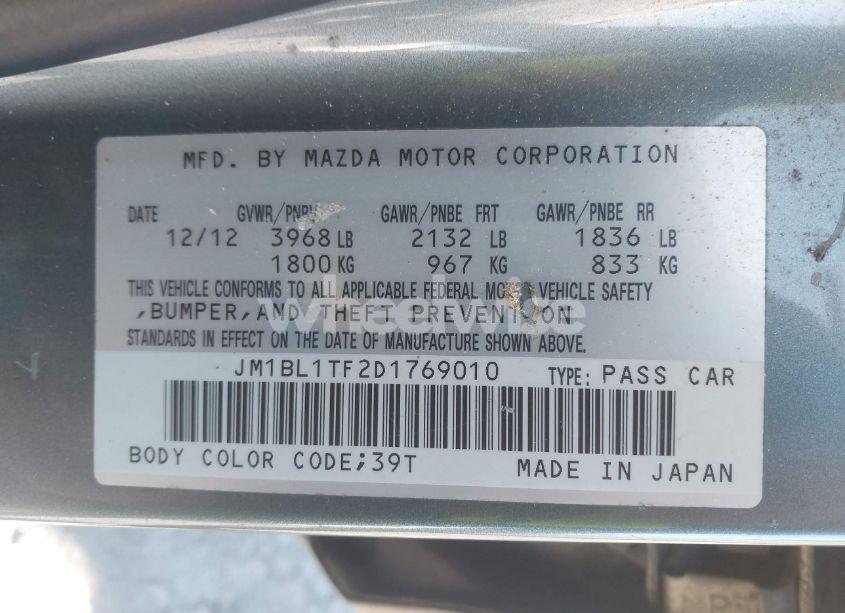 MFD. BY MAZDA MOTOR CORPORATION
DATE GVWR/PNBV GAWR/PNBE FRT GAWR/PNBE RR
12/12 3968 LB 2132 LB 1836 LB
1800 KG 967 KG 833 KG
THIS VEHICLE CONFORMS TO ALL APPLICABLE FEDERAL MOTOR VEHICLE SAFETY
,BUMPER,AND THEFT PREVENTION
STANDARDS IN EFFECT ON THE DATE OF MANUFACTURE SHOWN ABOVE.
wheelwise
JM1BL1TF2D1769010 TYPE: PASS CAR
BODY COLOR CODE;39T MADE IN JAPAN